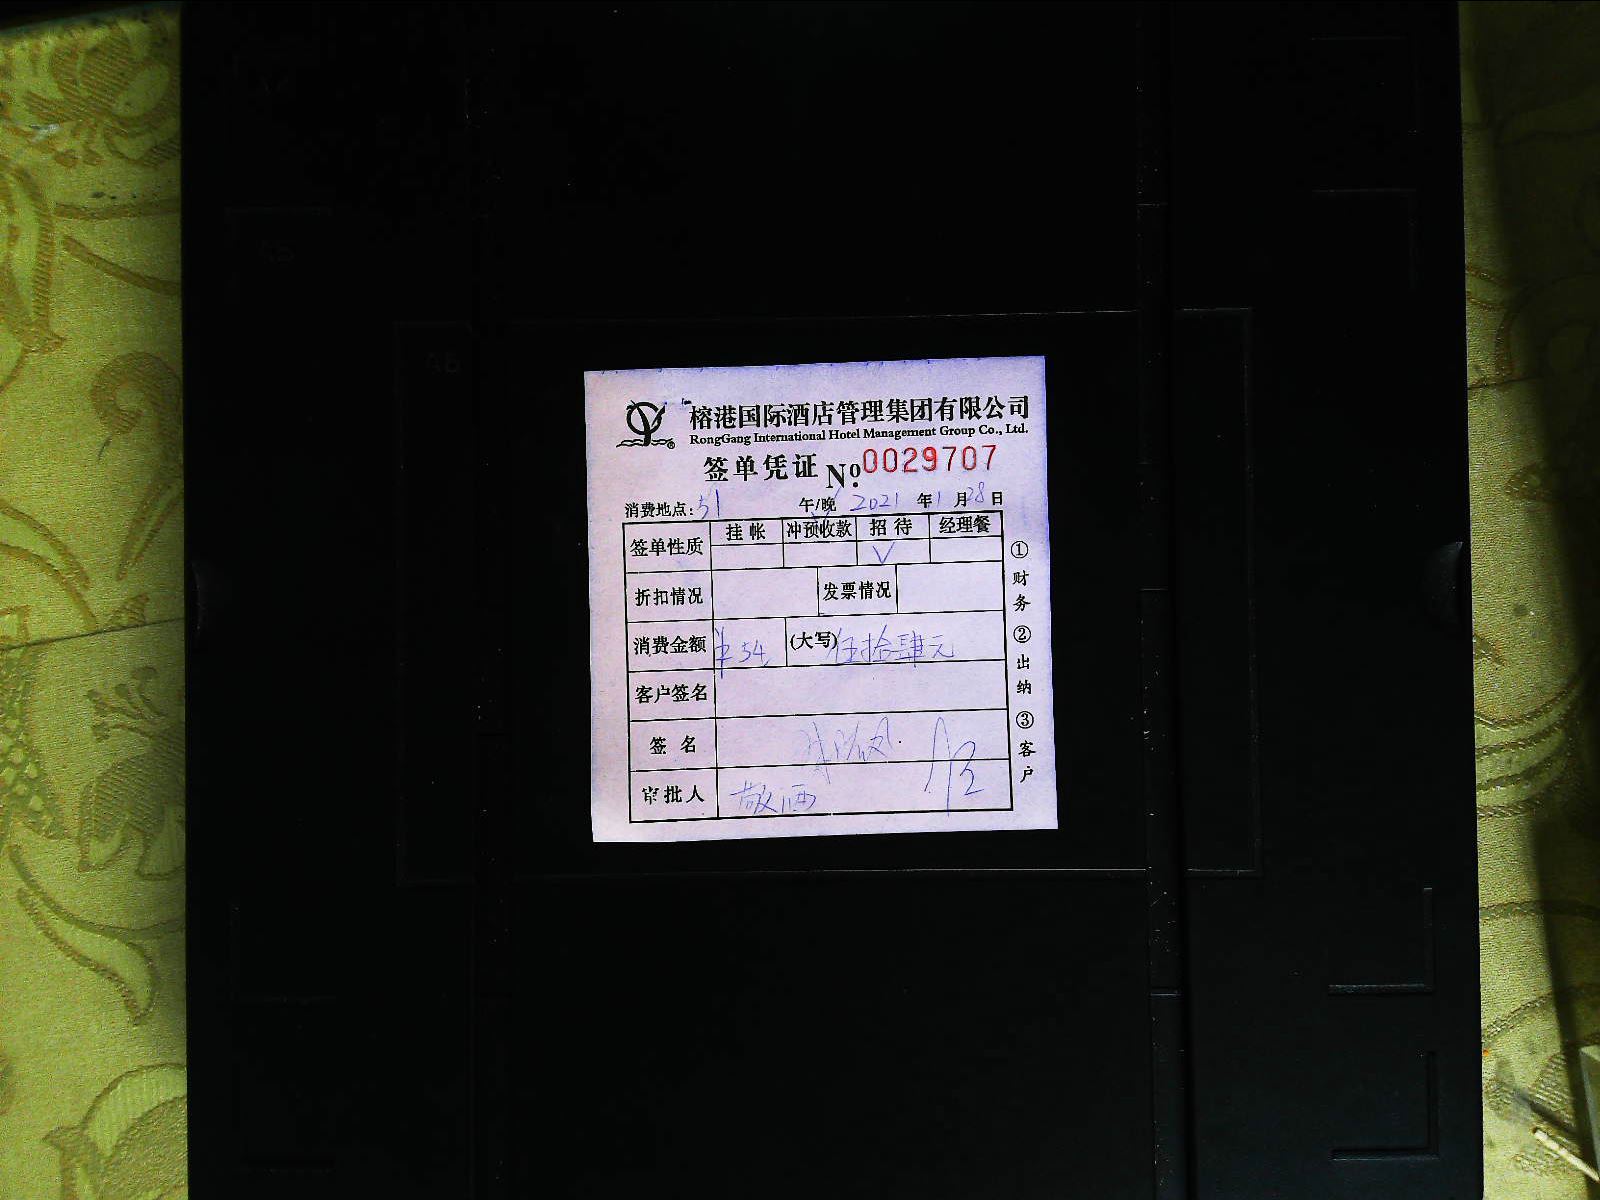 榕港国际酒店管理集团有限公司
RongGang International Hotel Management Group Co., Ltd.
签单凭证 №0029707
消费地点:51 午/晚 2021 年 1 月 28 日
签单性质 挂帐 冲预收款 招待 经理餐
√
折扣情况 发票情况
消费金额 ¥54 (大写) 伍拾肆元
客户签名
签名
审批人
①财务 ②出纳 ③客户